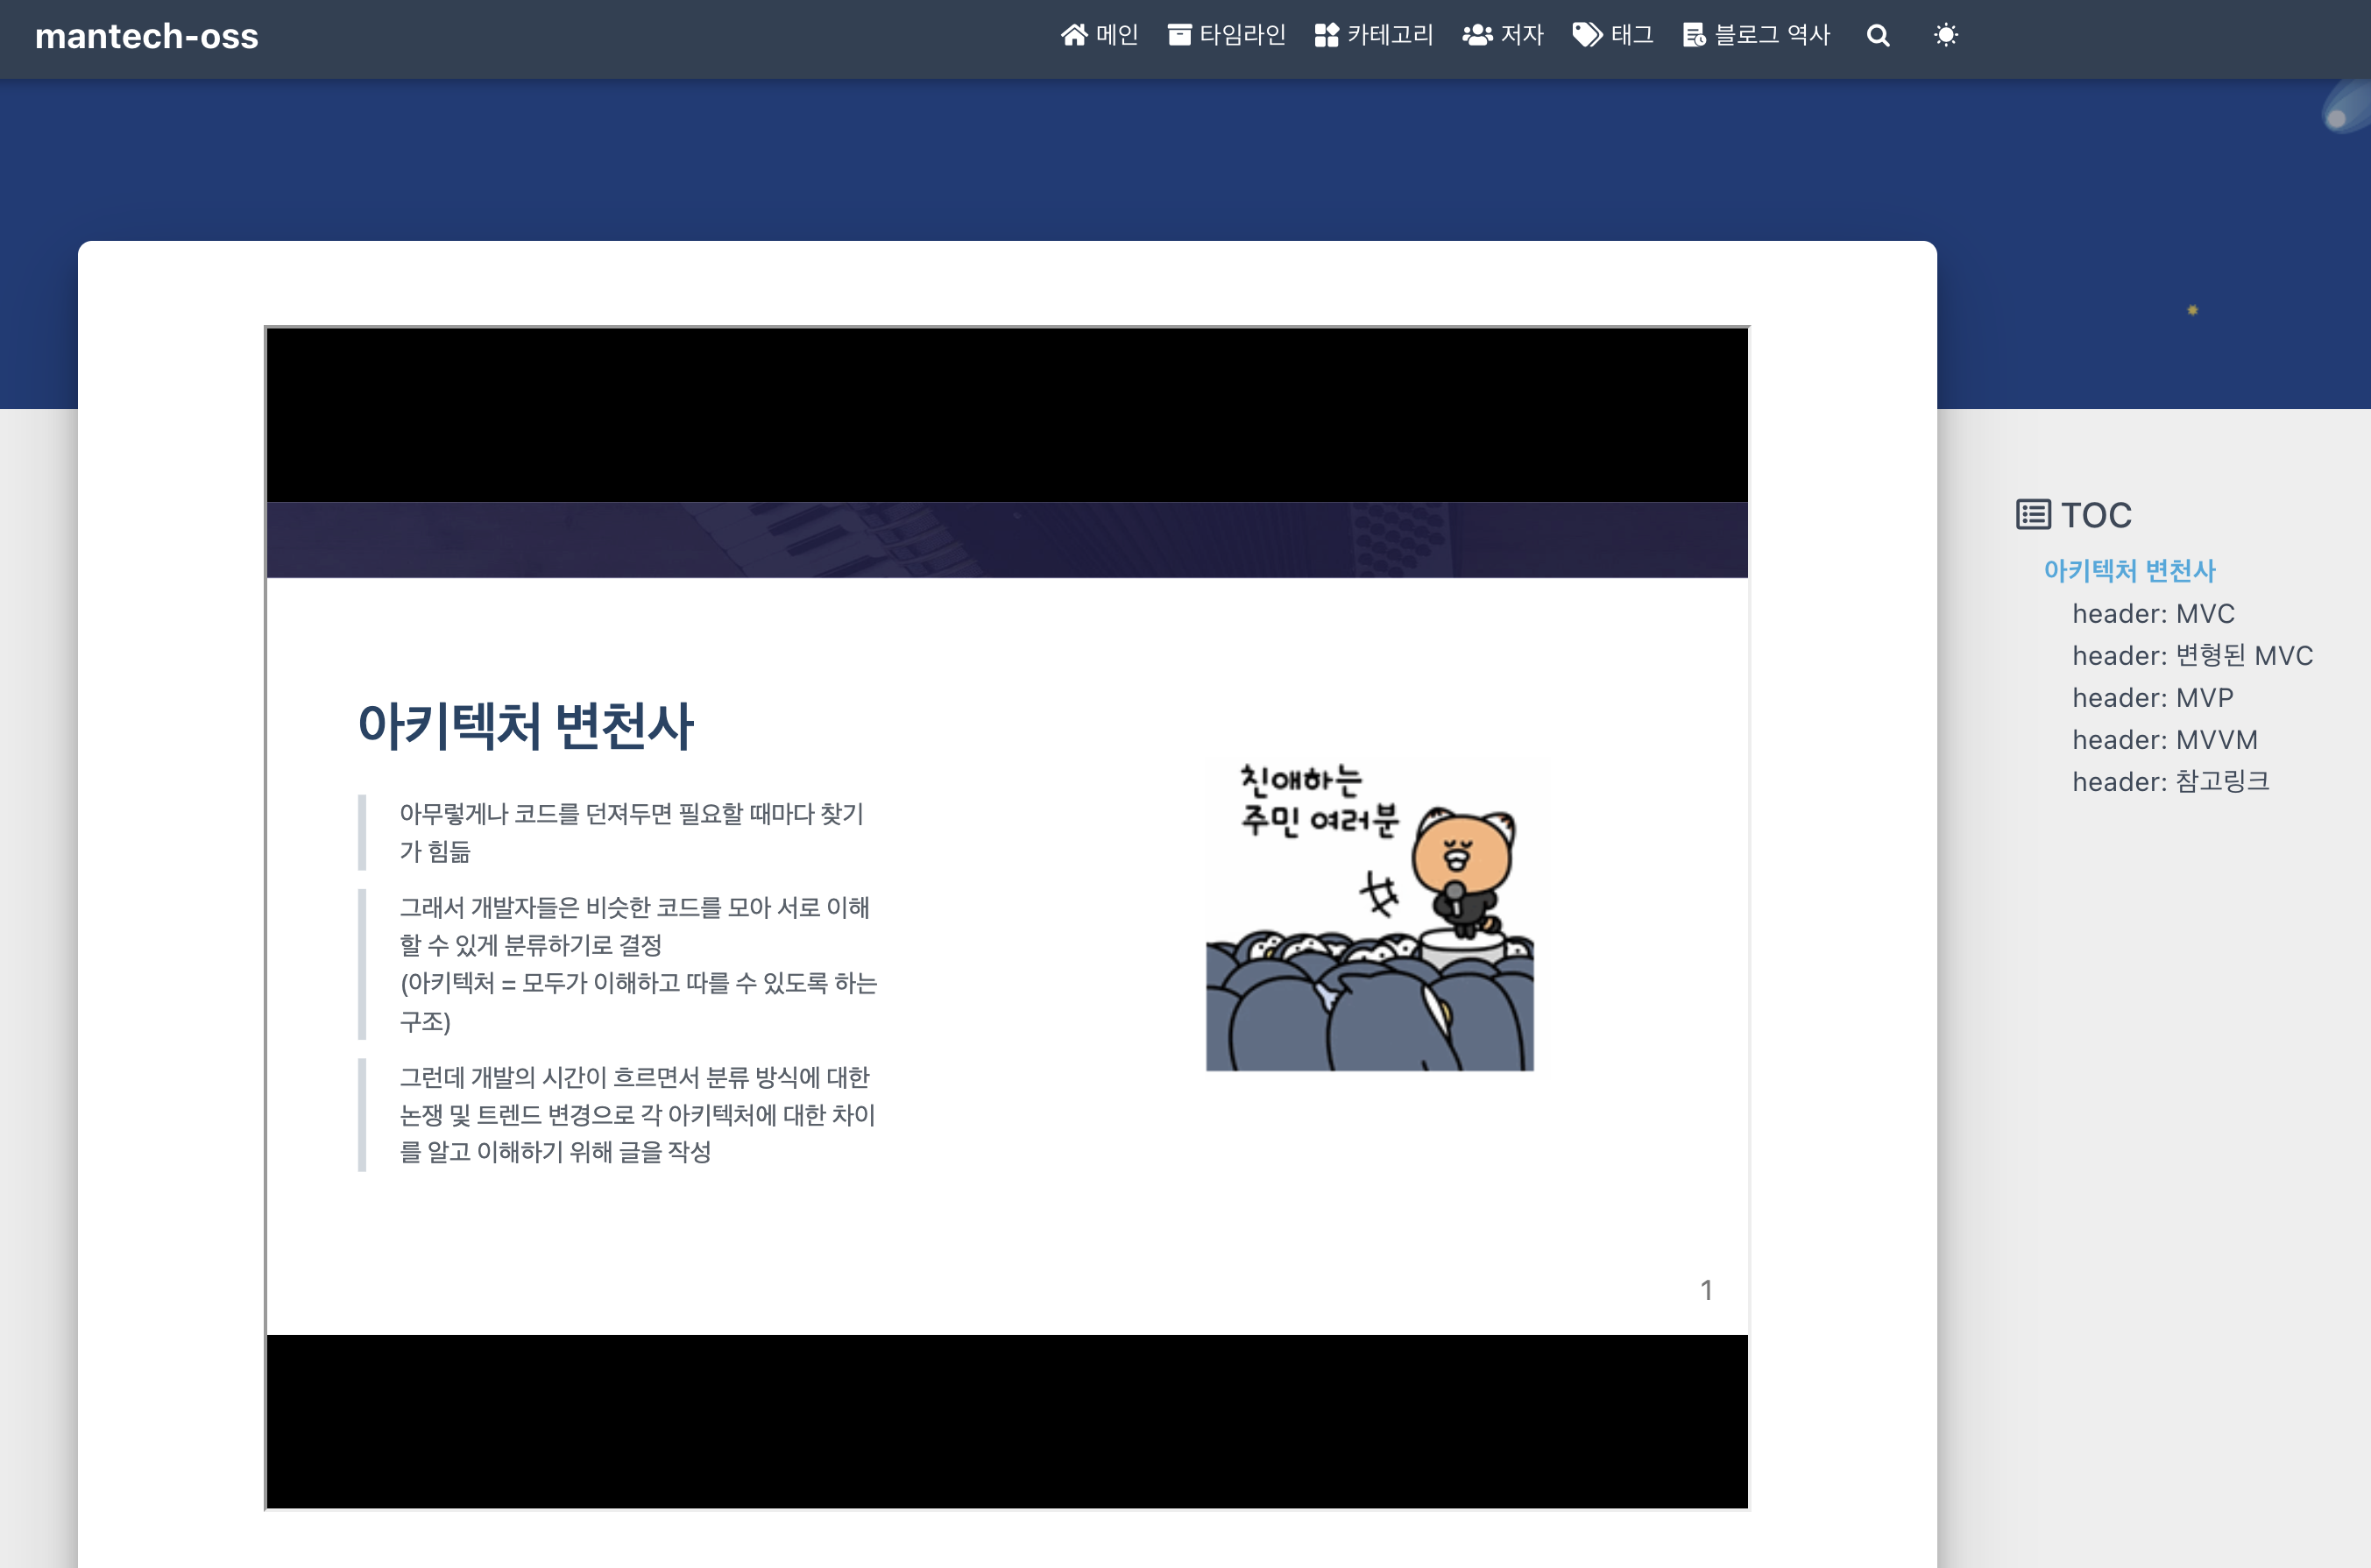 mantech-oss
메인 타임라인 카테고리 저자 태그 블로그 역사
아키텍처 변천사
아무렇게나 코드를 던져두면 필요할 때마다 찾기
가 힘듦
그래서 개발자들은 비슷한 코드를 모아 서로 이해
할 수 있게 분류하기로 결정
(아키텍처 = 모두가 이해하고 따를 수 있도록 하는
구조)
그런데 개발의 시간이 흐르면서 분류 방식에 대한
논쟁 및 트렌드 변경으로 각 아키텍처에 대한 차이
를 알고 이해하기 위해 글을 작성
친애하는
주민 여러분
1
TOC
아키텍처 변천사
header: MVC
header: 변형된 MVC
header: MVP
header: MVVM
header: 참고링크